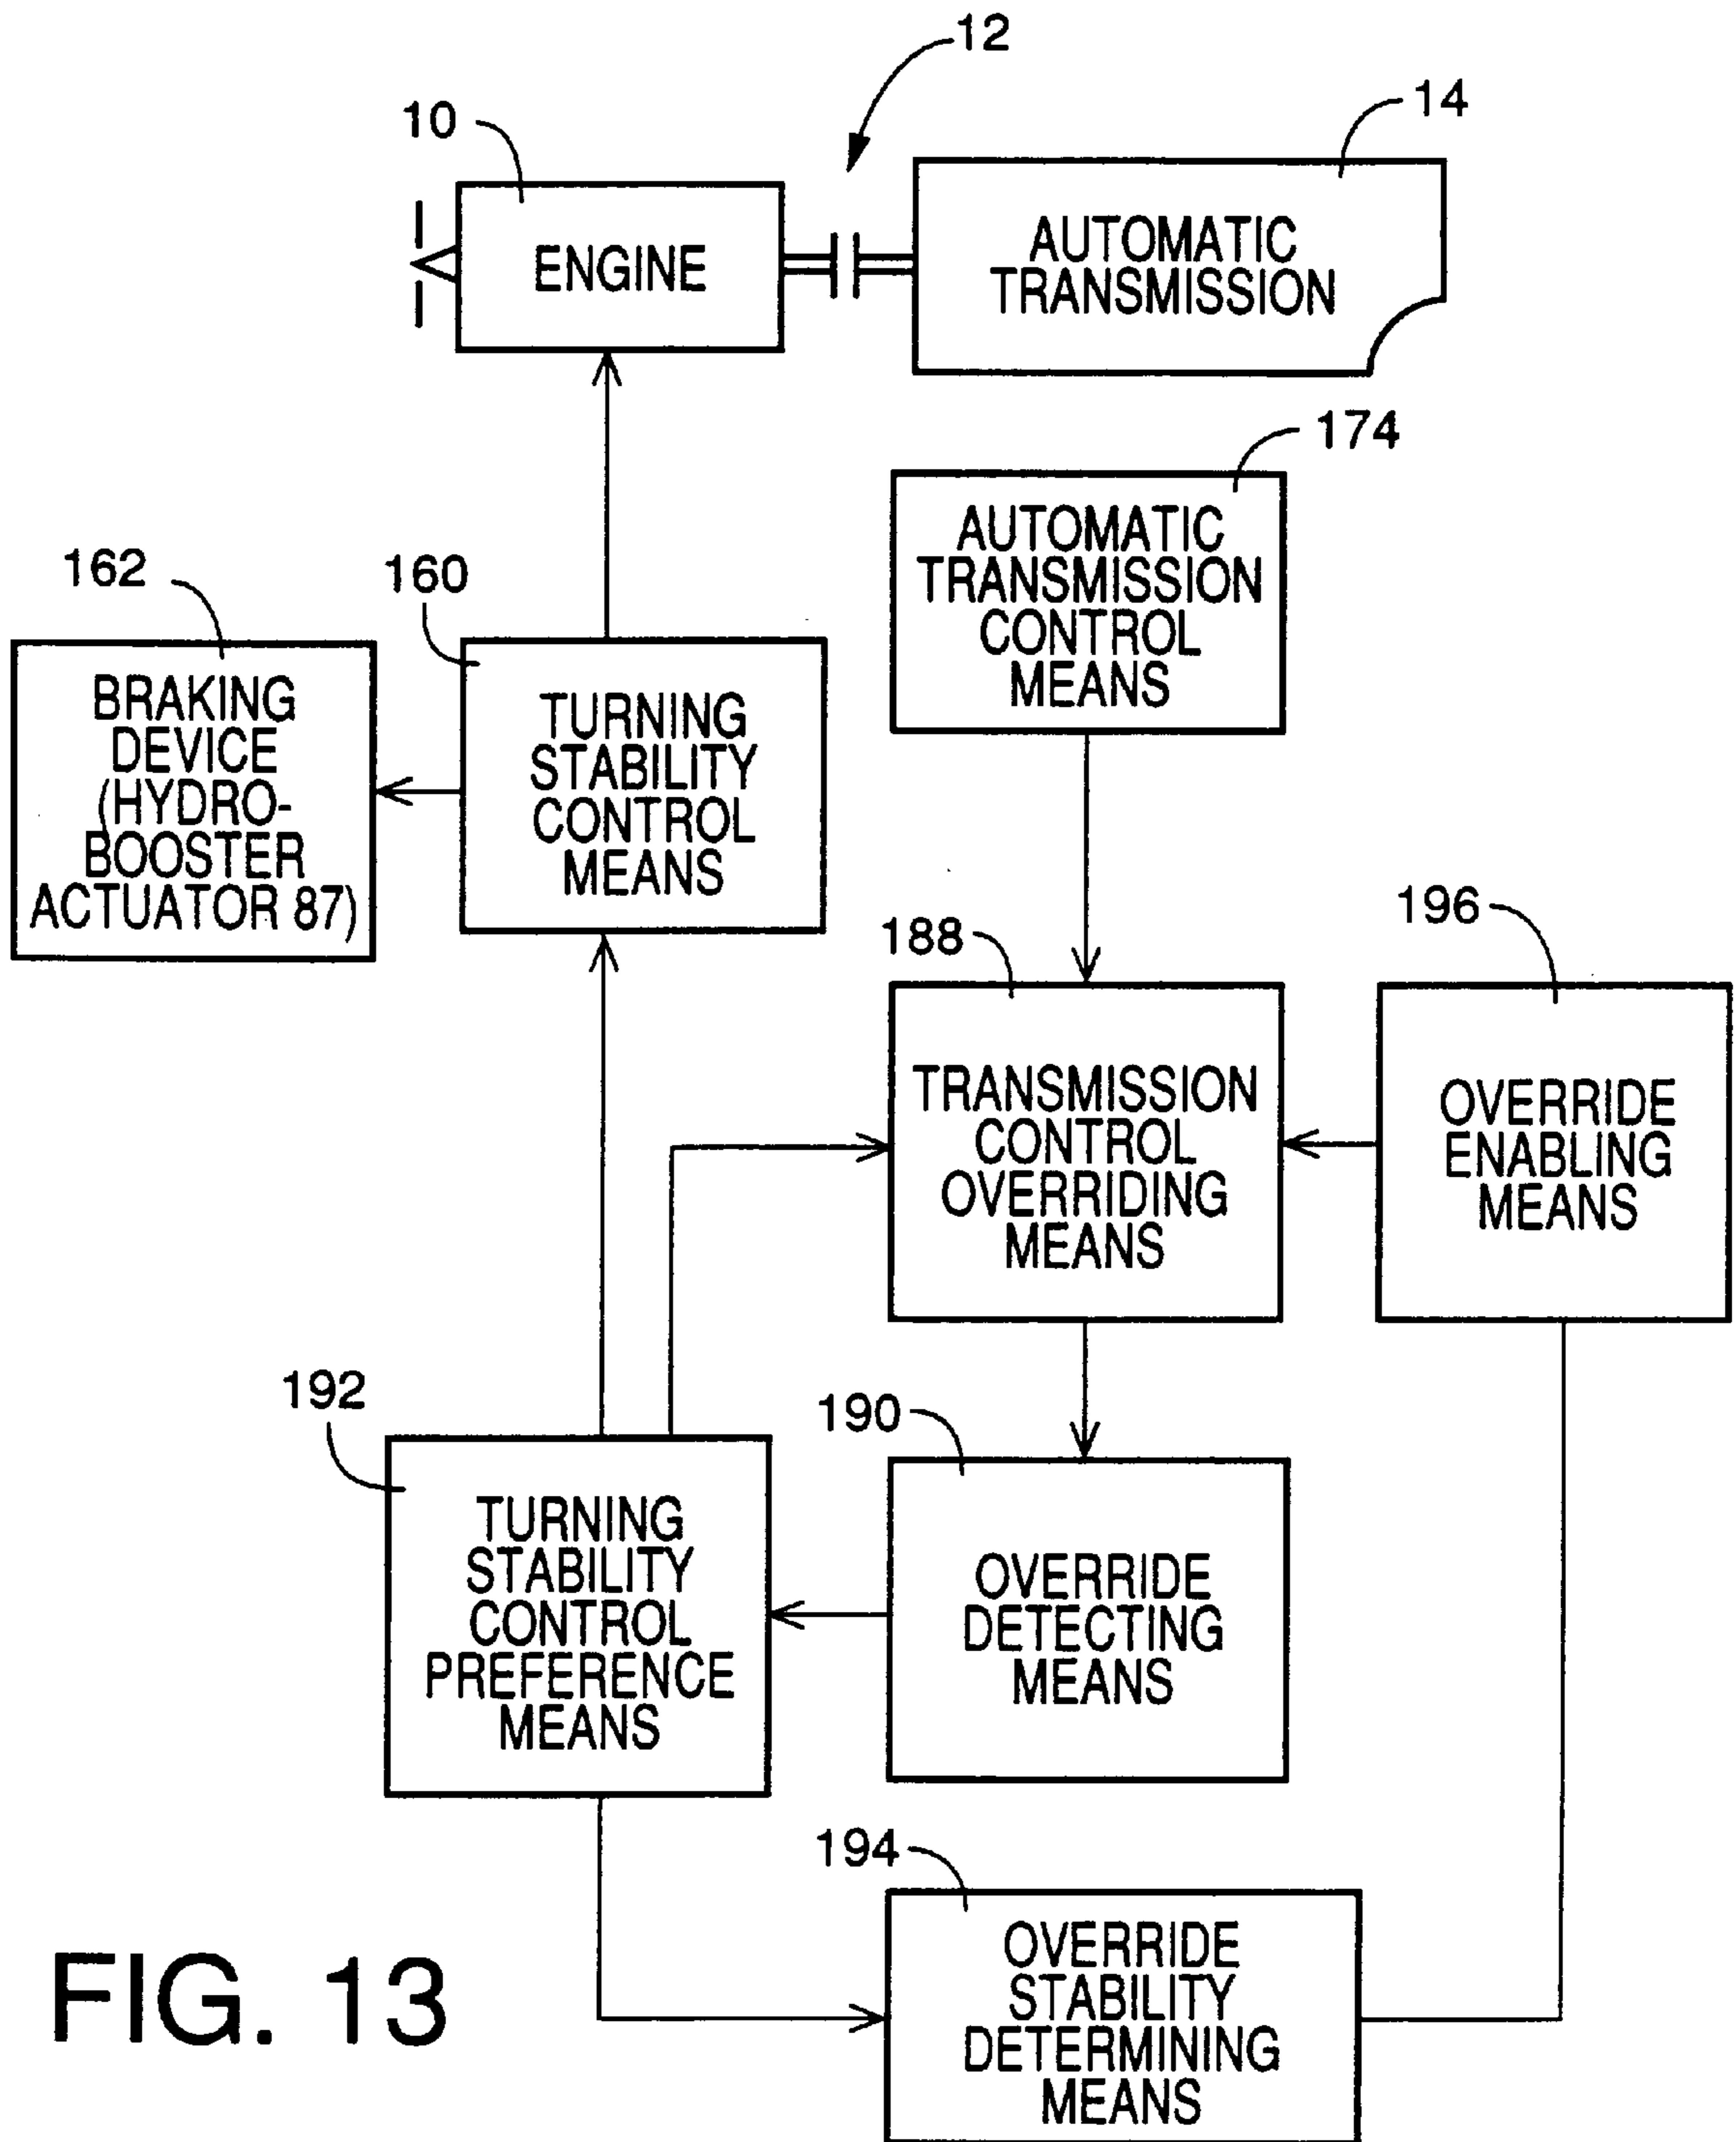 12
10
14
ENGINE
AUTOMATIC
TRANSMISSION
174
AUTOMATIC
TRANSMISSION
CONTROL
MEANS
162
160
BRAKING
DEVICE
(HYDRO-
BOOSTER
ACTUATOR 87)
TURNING
STABILITY
CONTROL
MEANS
188
196
TRANSMISSION
CONTROL
OVERRIDING
MEANS
OVERRIDE
ENABLING
MEANS
192
190
TURNING
STABILITY
CONTROL
PREFERENCE
MEANS
OVERRIDE
DETECTING
MEANS
194
OVERRIDE
STABILITY
DETERMINING
MEANS
FIG. 13